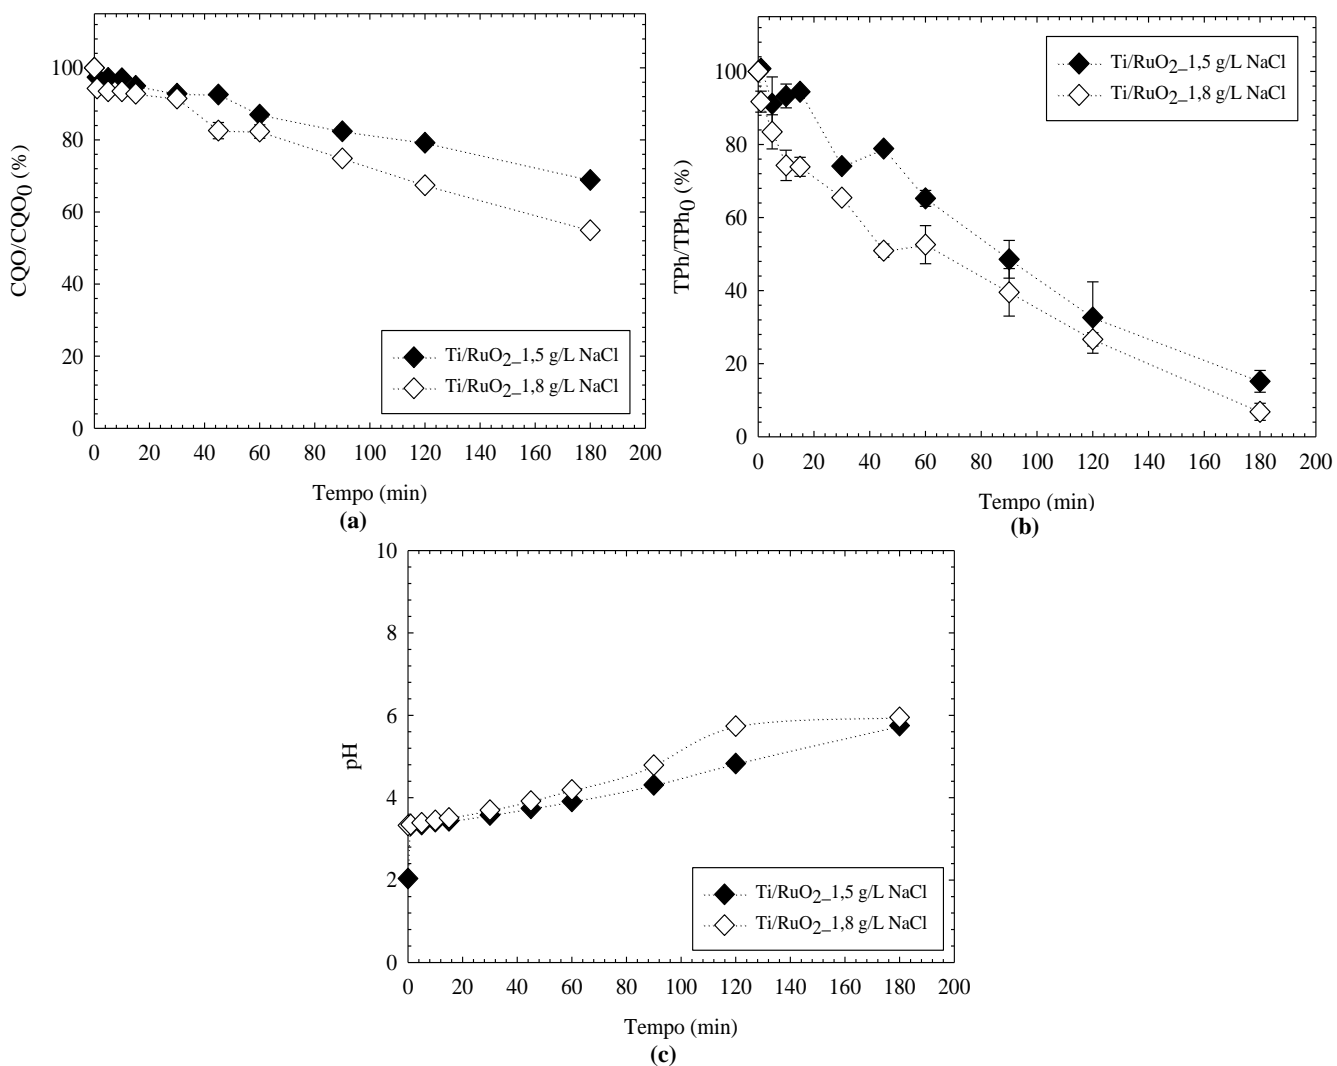 100
80
60
40
20
0
CQO/CQO0 (%)
Ti/RuO2_1,5 g/L NaCl
Ti/RuO2_1,8 g/L NaCl
0 20 40 60 80 100 120 140 160 180 200
Tempo (min)
(a)
100
80
60
40
20
0
TPh/TPh0 (%)
Ti/RuO2_1,5 g/L NaCl
Ti/RuO2_1,8 g/L NaCl
0 20 40 60 80 100 120 140 160 180 200
Tempo (min)
(b)
10
8
6
4
2
0
pH
Ti/RuO2_1,5 g/L NaCl
Ti/RuO2_1,8 g/L NaCl
0 20 40 60 80 100 120 140 160 180 200
Tempo (min)
(c)